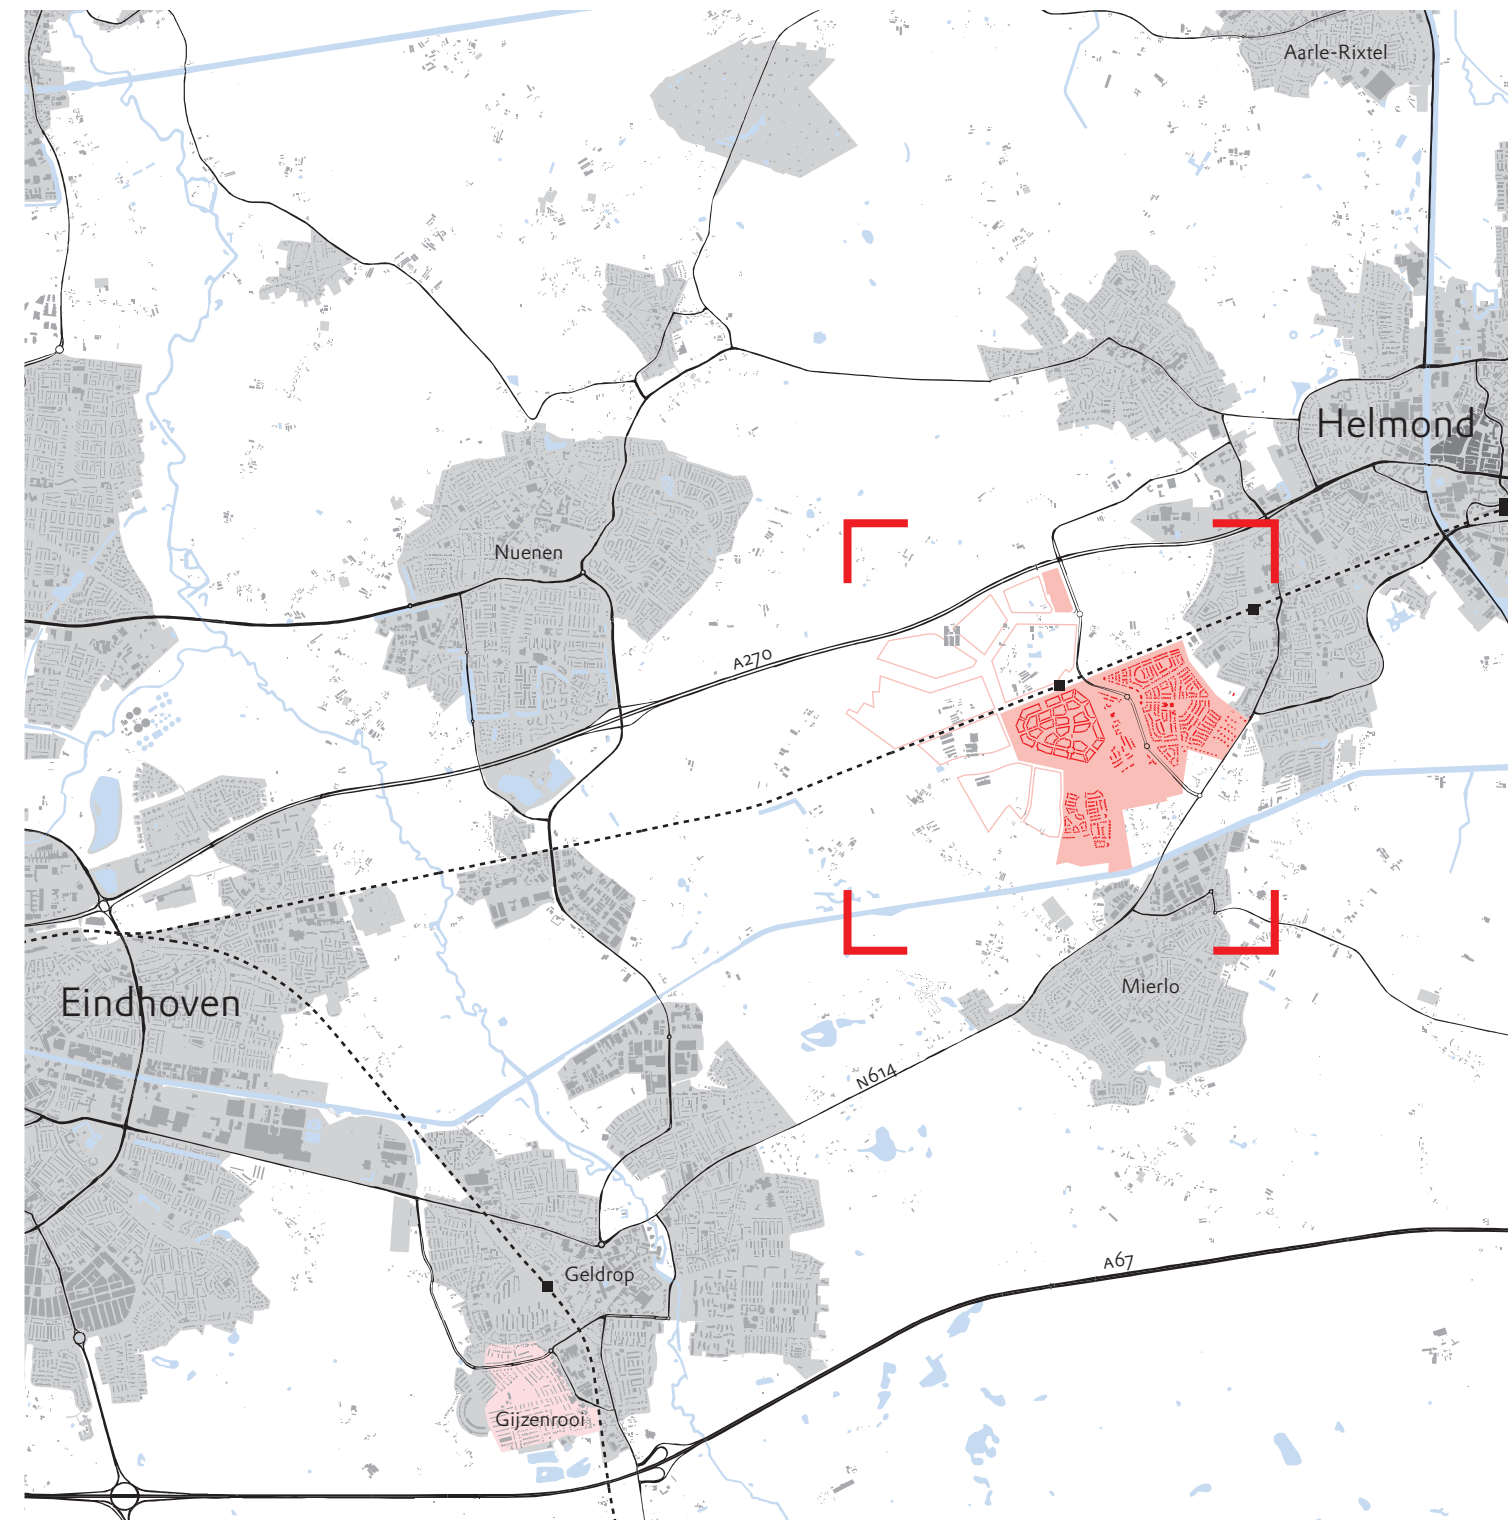 Aarle-Rixtel
Helmond
Nuenen
A270
Eindhoven
Mierlo
N614
A67
Geldrop
Gijzenrooi